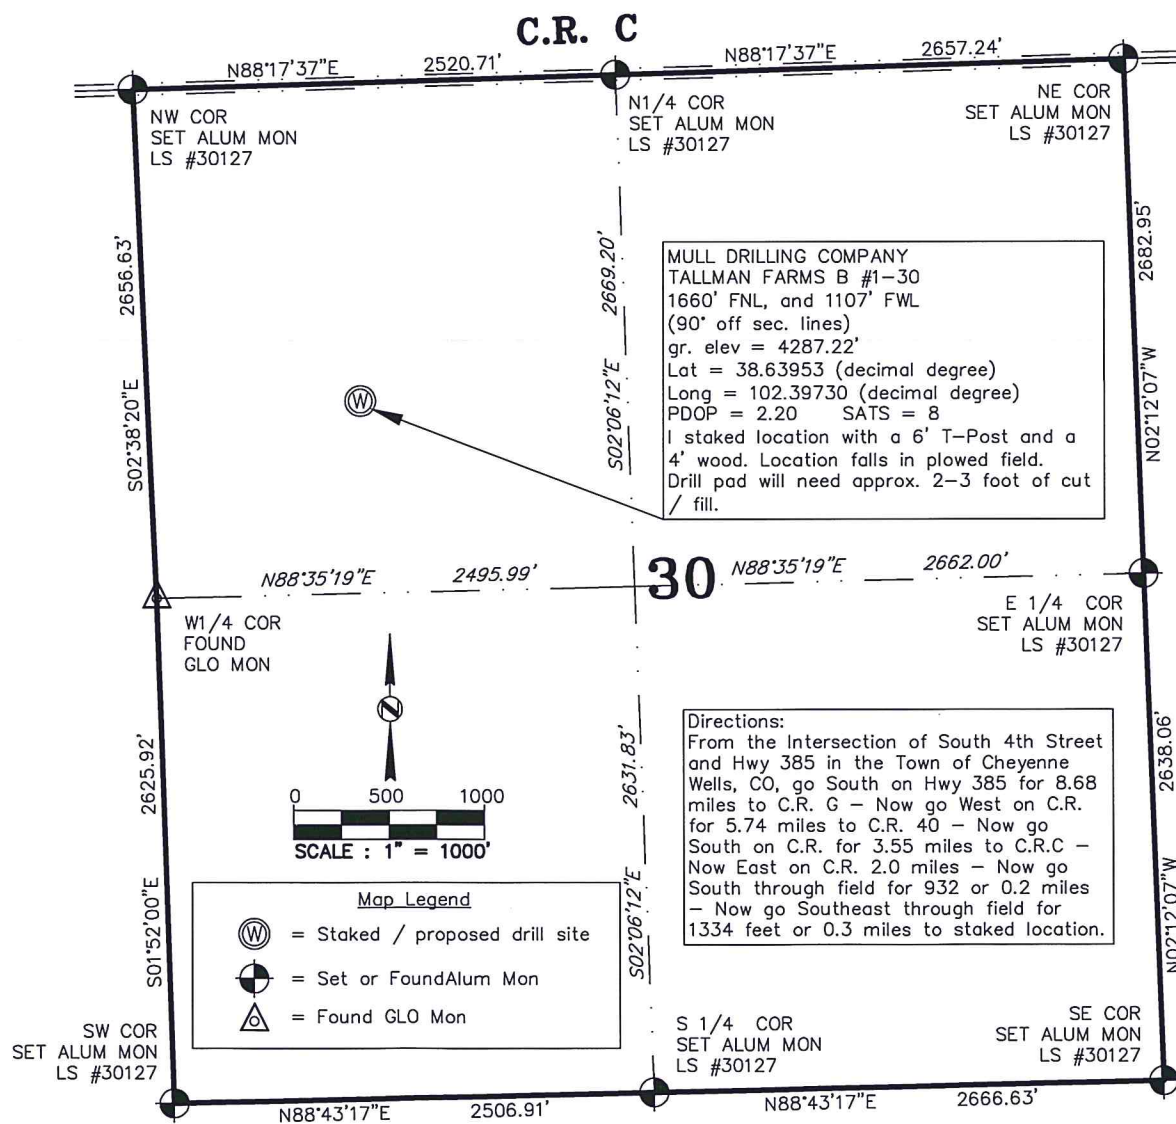 C.R. C
N88°17'37"E 2520.71'
N88°17'37"E 2657.24'
NW COR
SET ALUM MON
LS #30127
N1/4 COR
SET ALUM MON
LS #30127
NE COR
SET ALUM MON
LS #30127
2656.63'
S02°38'20"E
2669.20'
S02°06'12"E
2682.95'
N02°12'07"W
MULL DRILLING COMPANY
TALLMAN FARMS B #1-30
1660' FNL, and 1107' FWL
(90° off sec. lines)
gr. elev = 4287.22'
Lat = 38.63953 (decimal degree)
Long = 102.39730 (decimal degree)
PDOP = 2.20 SATS = 8
I staked location with a 6' T-Post and a
4' wood. Location falls in plowed field.
Drill pad will need approx. 2-3 foot of cut
/ fill.
W
N88°35'19"E 2495.99'
30
N88°35'19"E 2662.00'
W1/4 COR
FOUND
GLO MON
E 1/4 COR
SET ALUM MON
LS #30127
N
0 500 1000
SCALE : 1" = 1000'
2625.92'
S01°52'00"E
2631.83'
S02°06'12"E
2638.06'
N02°12'07"W
Directions:
From the Intersection of South 4th Street
and Hwy 385 in the Town of Cheyenne
Wells, CO, go South on Hwy 385 for 8.68
miles to C.R. G - Now go West on C.R.
for 5.74 miles to C.R. 40 - Now go
South on C.R. for 3.55 miles to C.R.C -
Now East on C.R. 2.0 miles - Now go
South through field for 932 or 0.2 miles
- Now go Southeast through field for
1334 feet or 0.3 miles to staked location.
Map Legend
W = Staked / proposed drill site
= Set or FoundAlum Mon
= Found GLO Mon
SW COR
SET ALUM MON
LS #30127
S 1/4 COR
SET ALUM MON
LS #30127
SE COR
SET ALUM MON
LS #30127
N88°43'17"E 2506.91'
N88°43'17"E 2666.63'